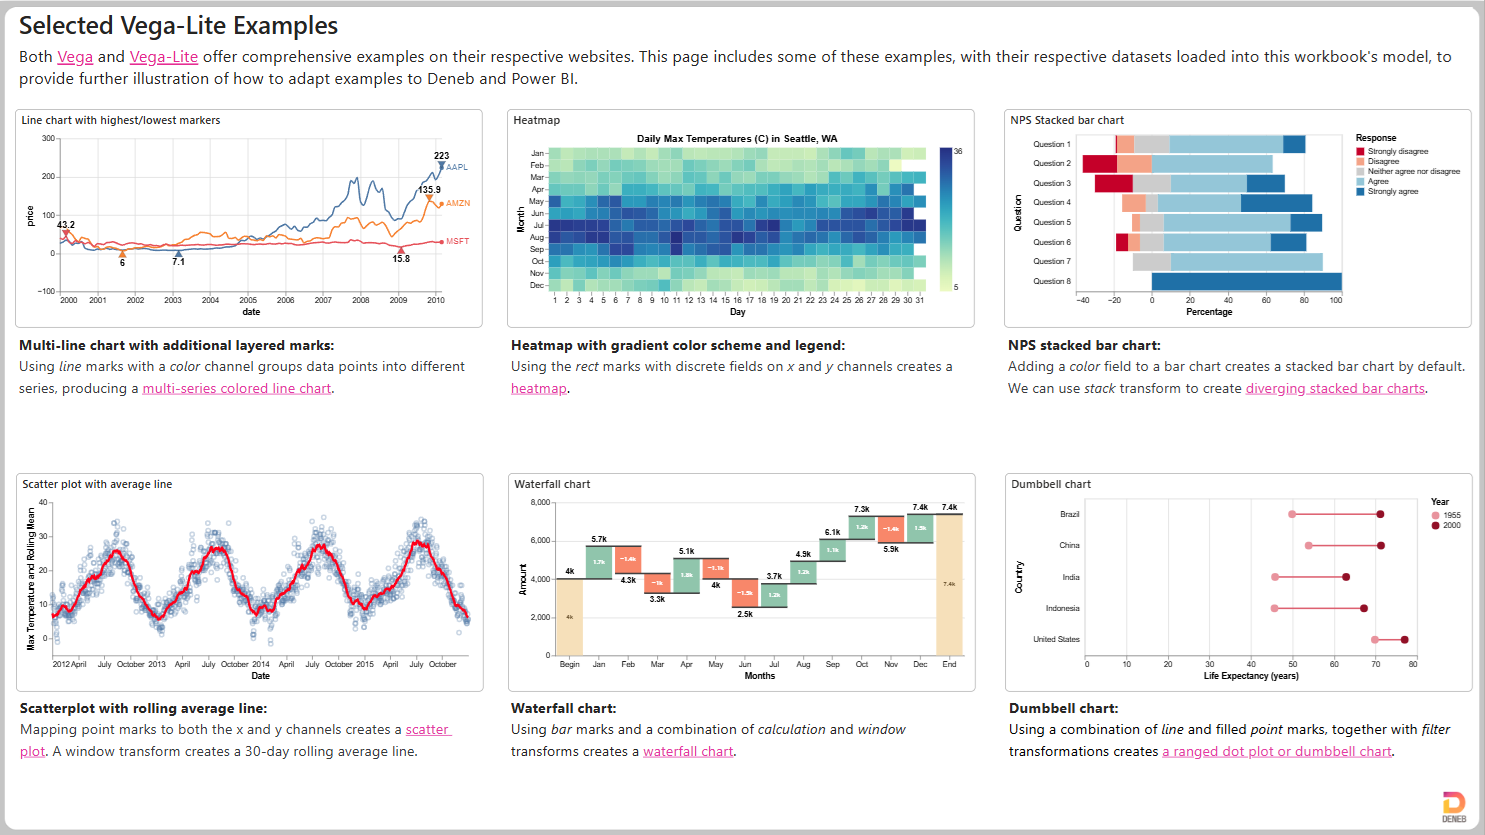 Selected Vega-Lite Examples
Both Vega and Vega-Lite offer comprehensive examples on their respective websites. This page includes some of these examples, with their respective datasets loaded into this workbook's model, to
provide further illustration of how to adapt examples to Deneb and Power BI.
Line chart with highest/lowest markers
300
200
100
0
−100
price
43.2
6
7.1
15.8
135.9
223
AAPL
AMZN
MSFT
2000 2001 2002 2003 2004 2005 2006 2007 2008 2009 2010
date
Multi-line chart with additional layered marks:
Using line marks with a color channel groups data points into different
series, producing a multi-series colored line chart.
Heatmap
Daily Max Temperatures (C) in Seattle, WA
Month
Jan
Feb
Mar
Apr
May
Jun
Jul
Aug
Sep
Oct
Nov
Dec
1 2 3 4 5 6 7 8 9 10 11 12 13 14 15 16 17 18 19 20 21 22 23 24 25 26 27 28 29 30 31
Day
36
5
Heatmap with gradient color scheme and legend:
Using the rect marks with discrete fields on x and y channels creates a
heatmap.
NPS Stacked bar chart
Question
Question 1
Question 2
Question 3
Question 4
Question 5
Question 6
Question 7
Question 8
−40 −20 0 20 40 60 80 100
Percentage
Response
Strongly disagree
Disagree
Neither agree nor disagree
Agree
Strongly agree
NPS stacked bar chart:
Adding a color field to a bar chart creates a stacked bar chart by default.
We can use stack transform to create diverging stacked bar charts.
Scatter plot with average line
Max Temperature and Rolling Mean
40
30
20
10
0
2012 April July October 2013 April July October 2014 April July October 2015 April July October
Date
Scatterplot with rolling average line:
Mapping point marks to both the x and y channels creates a scatter
plot. A window transform creates a 30-day rolling average line.
Waterfall chart
Amount
8,000
6,000
4,000
2,000
0
4k
5.7k
4.3k
3.3k
5.1k
4k
2.5k
3.7k
4.9k
6.1k
7.3k
5.9k
7.4k
7.4k
4k
1.7k
−1.4k
−1k
1.8k
−1.1k
−1.5k
1.2k
1.2k
1.1k
1.2k
−1.4k
1.5k
7.4k
Begin Jan Feb Mar Apr May Jun Jul Aug Sep Oct Nov Dec End
Months
Waterfall chart:
Using bar marks and a combination of calculation and window
transforms creates a waterfall chart.
Dumbbell chart
Country
Brazil
China
India
Indonesia
United States
0 10 20 30 40 50 60 70 80
Life Expectancy (years)
Year
1955
2000
Dumbbell chart:
Using a combination of line and filled point marks, together with filter
transformations creates a ranged dot plot or dumbbell chart.
DENEB